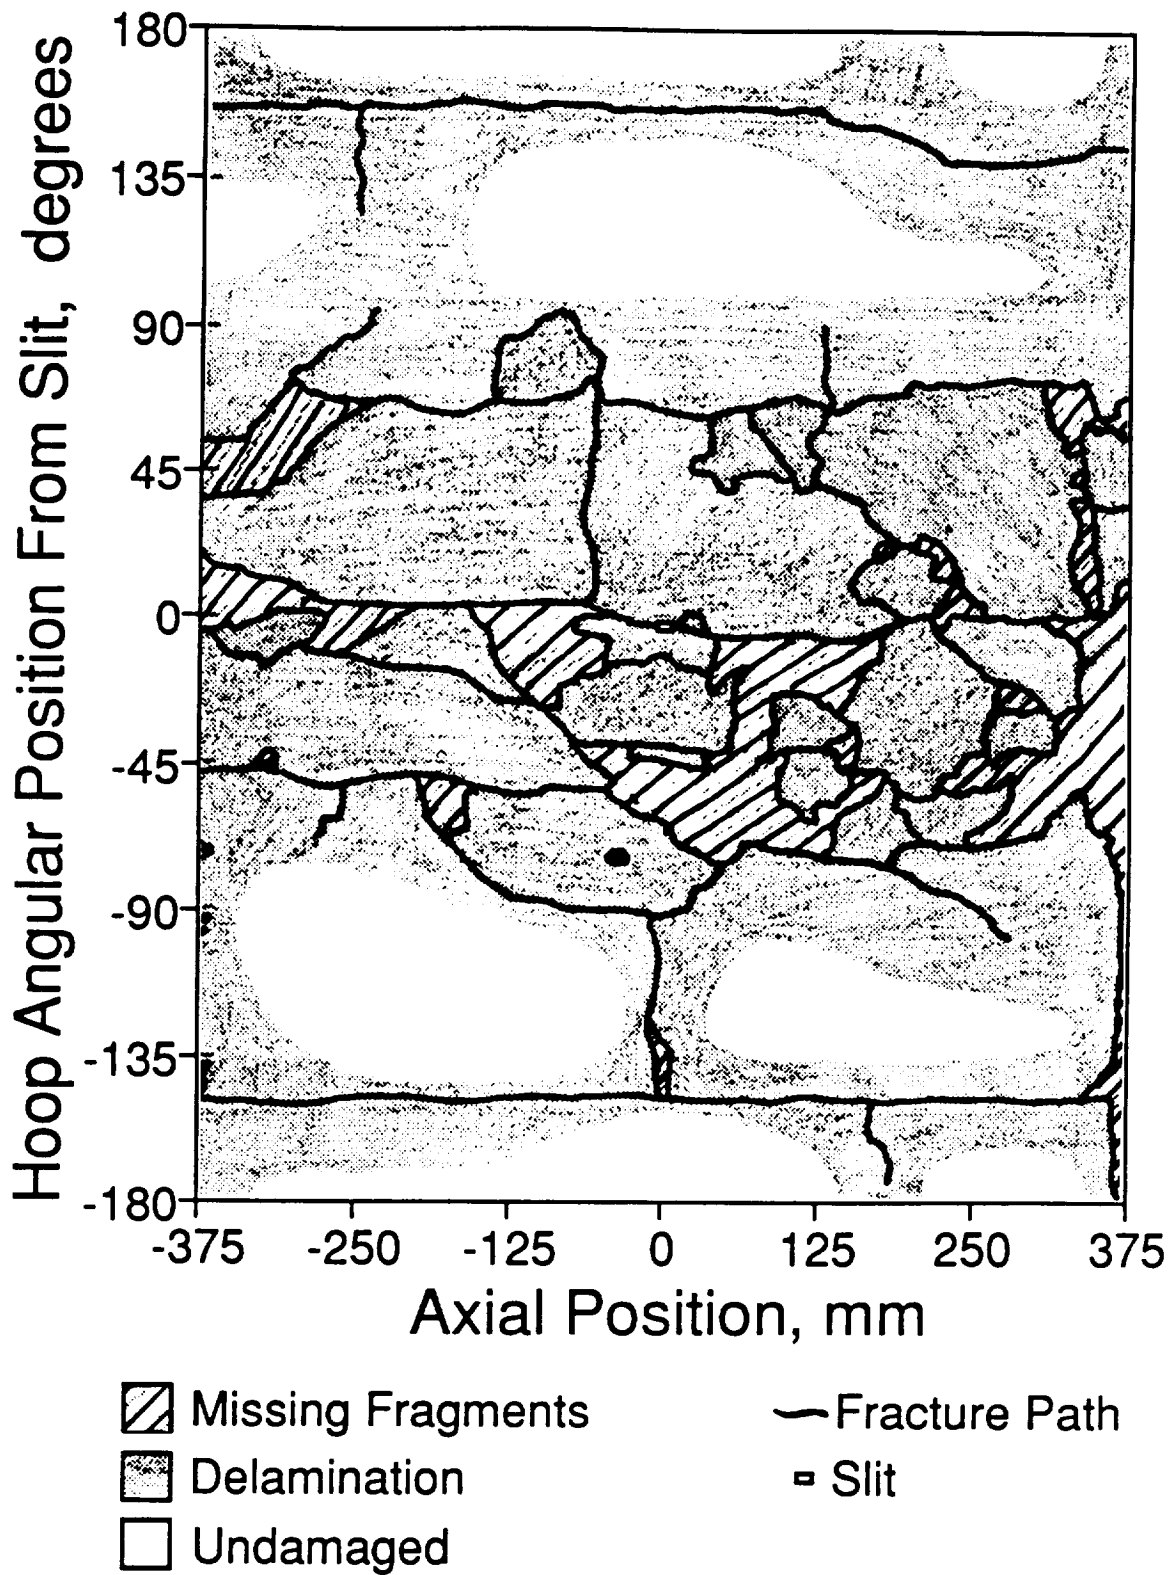 Hoop Angular Position From Slit, degrees
180
135
90
45
0
-45
-90
-135
-180
-375 -250 -125 0 125 250 375
Axial Position, mm
Missing Fragments
Delamination
Undamaged
Fracture Path
Slit